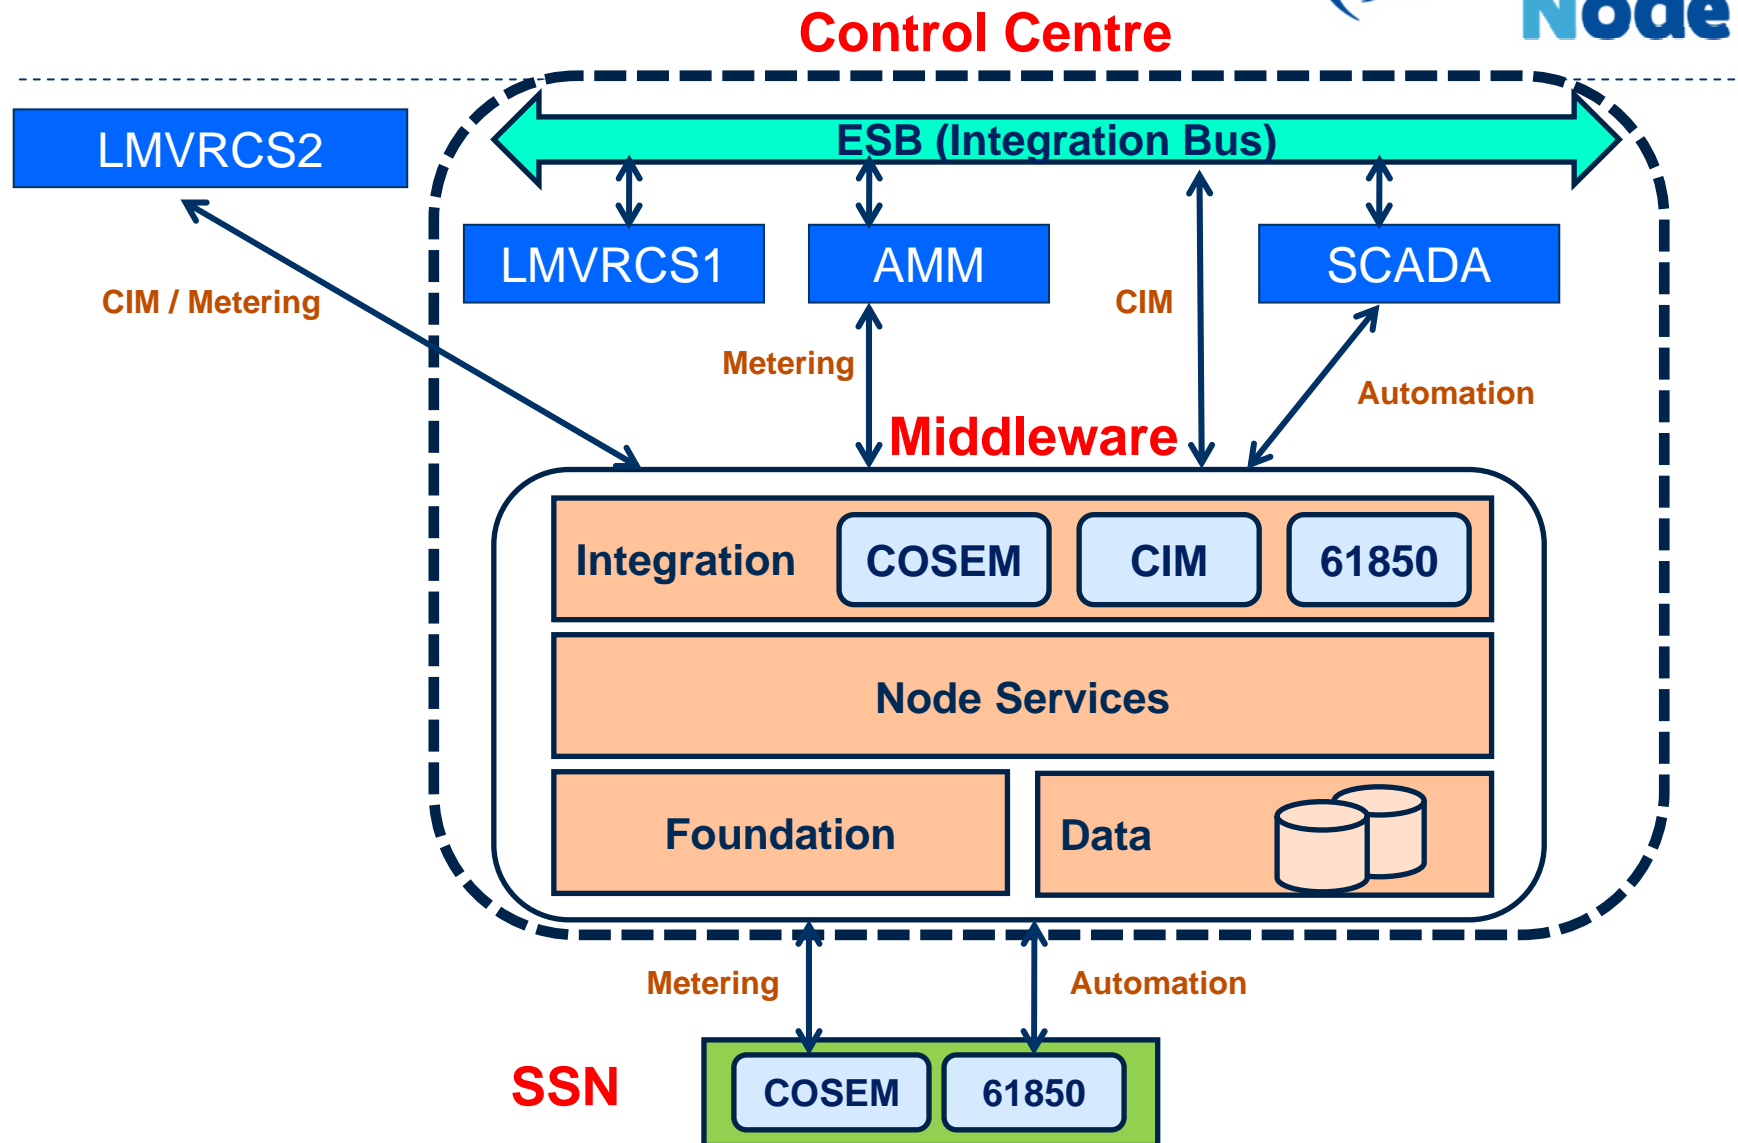 Node
Control Centre
LMVRCS2
ESB (Integration Bus)
LMVRCS1
AMM
SCADA
CIM / Metering
CIM
Metering
Automation
Middleware
Integration
COSEM
CIM
61850
Node Services
Foundation
Data
Metering
Automation
SSN
COSEM
61850